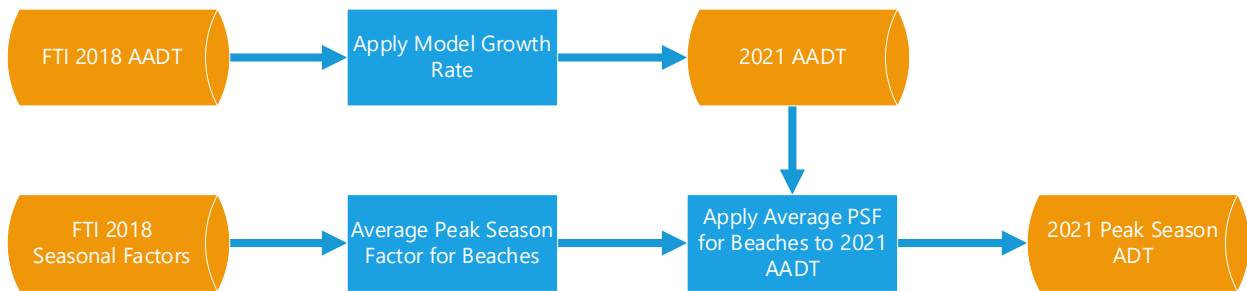 FTI 2018 AADT
Apply Model Growth
Rate
2021 AADT
FTI 2018
Seasonal Factors
Average Peak Season
Factor for Beaches
Apply Average PSF
for Beaches to 2021
AADT
2021 Peak Season
ADT